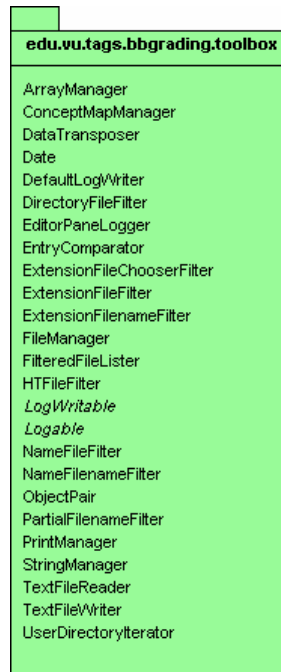 edu.vu.tags.bbgrading.toolbox
ArrayManager
ConceptMapManager
DataTransposer
Date
DefaultLogWriter
DirectoryFileFilter
EditorPaneLogger
EntryComparator
ExtensionFileChooserFilter
ExtensionFileFilter
ExtensionFilenameFilter
FileManager
FilteredFileLister
HTFileFilter
LogWritable
Logable
NameFileFilter
NameFilenameFilter
ObjectPair
PartialFilenameFilter
PrintManager
StringManager
TextFileReader
TextFileWriter
UserDirectoryIterator